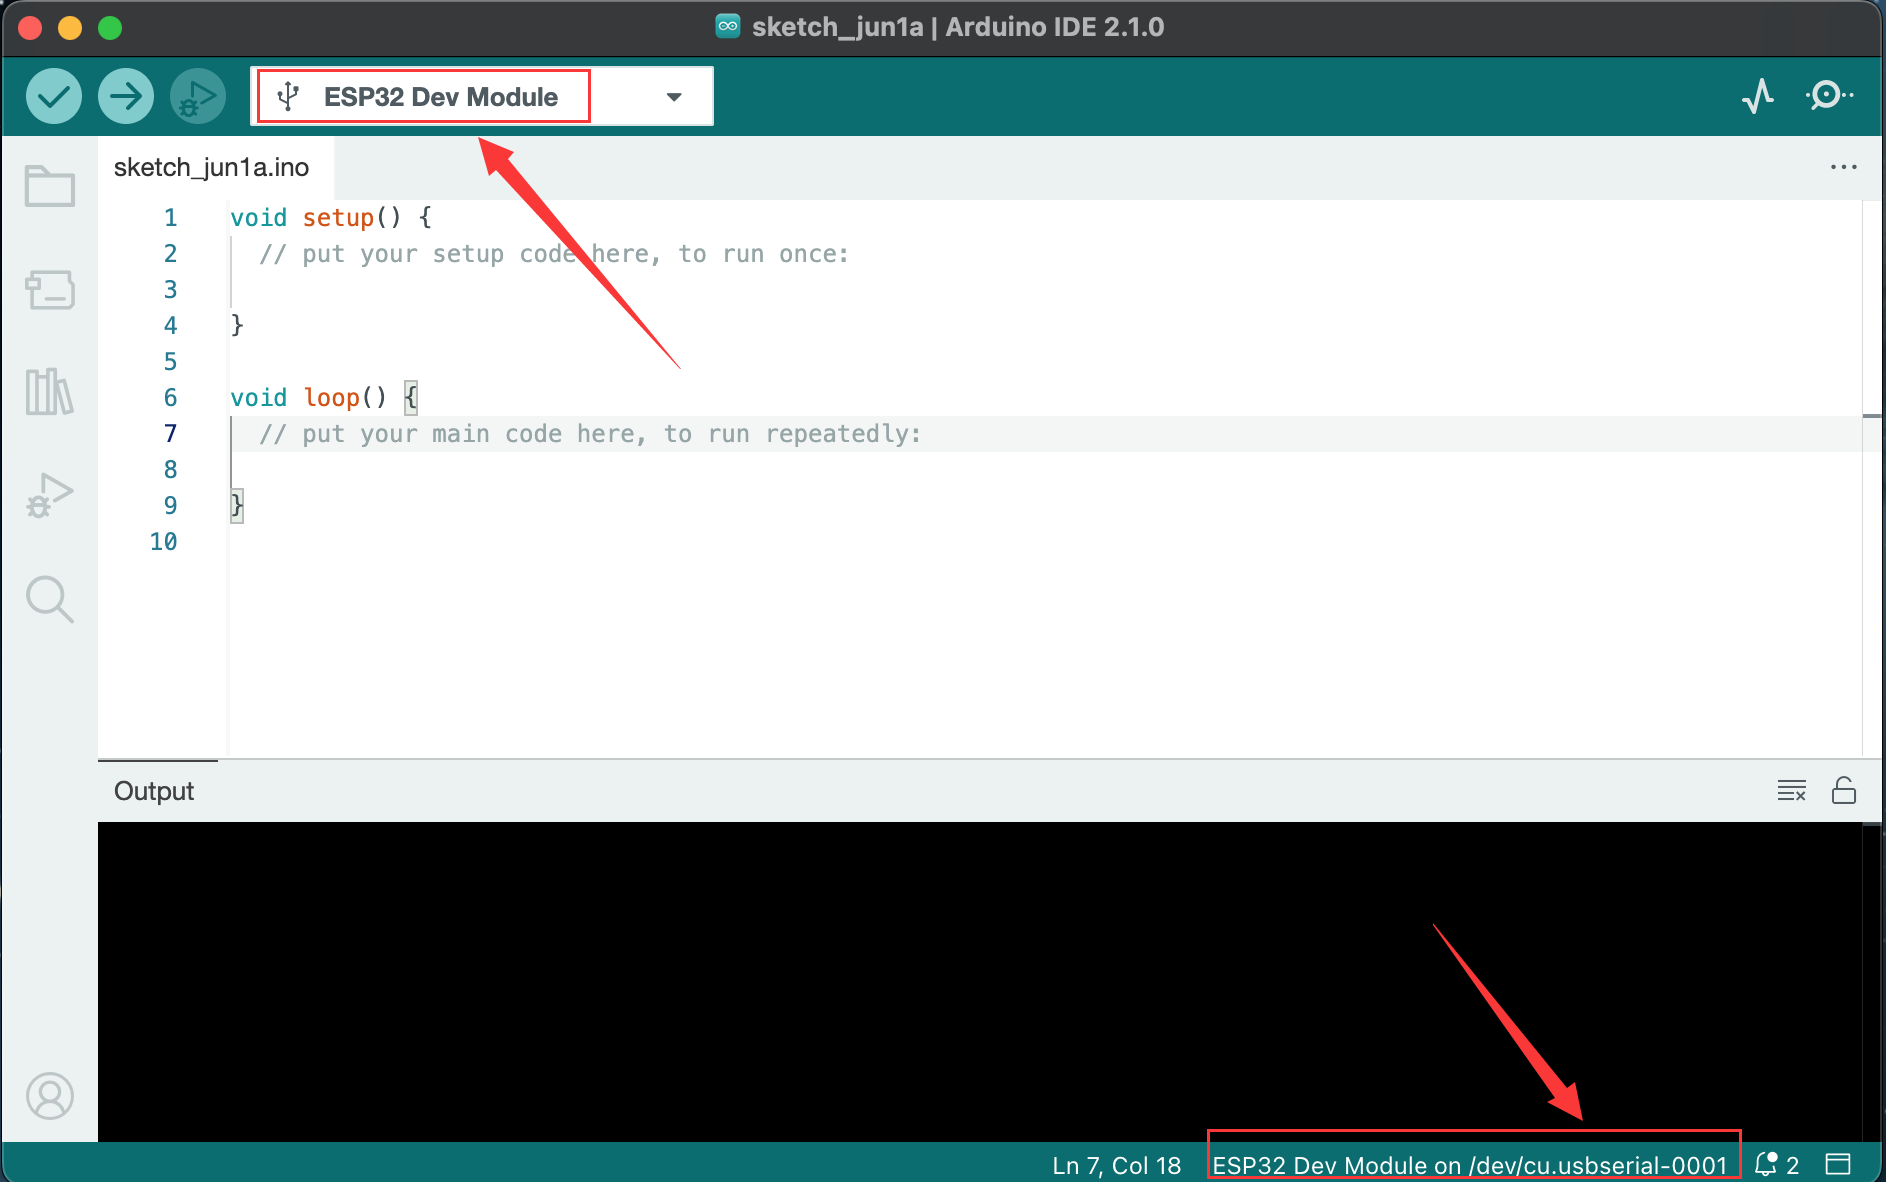 sketch_jun1a | Arduino IDE 2.1.0
ESP32 Dev Module
sketch_jun1a.ino
1 void setup() {
2   // put your setup code here, to run once:
3
4 }
5
6 void loop() {
7   // put your main code here, to run repeatedly:
8
9 }
10
Output
Ln 7, Col 18 ESP32 Dev Module on /dev/cu.usbserial-0001 2